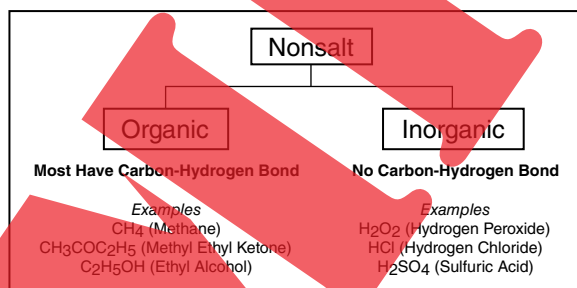 Nonsalt
Organic
Inorganic
Most Have Carbon-Hydrogen Bond
No Carbon-Hydrogen Bond
Examples
CH4 (Methane)
CH3COC2H5 (Methyl Ethyl Ketone)
C2H5OH (Ethyl Alcohol)
Examples
H2O2 (Hydrogen Peroxide)
HCl (Hydrogen Chloride)
H2SO4 (Sulfuric Acid)